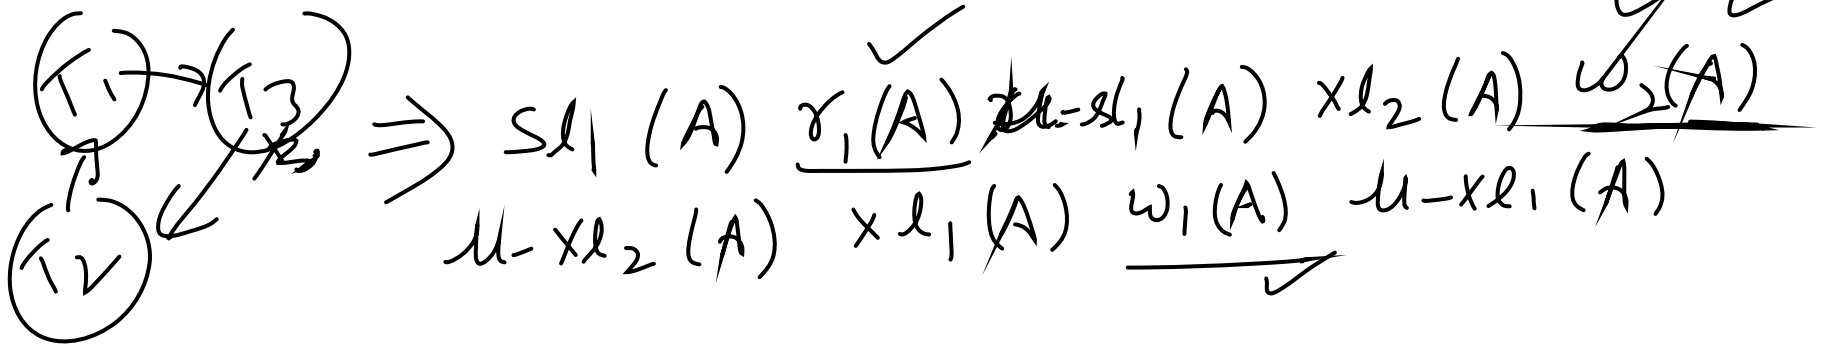 T1 T3 ⇒ sl1 (A) r1(A) u-sl1 (A) xl2 (A) w2(A)
T2 u-xl2 (A) xl1 (A) w1(A) u-xl1 (A)